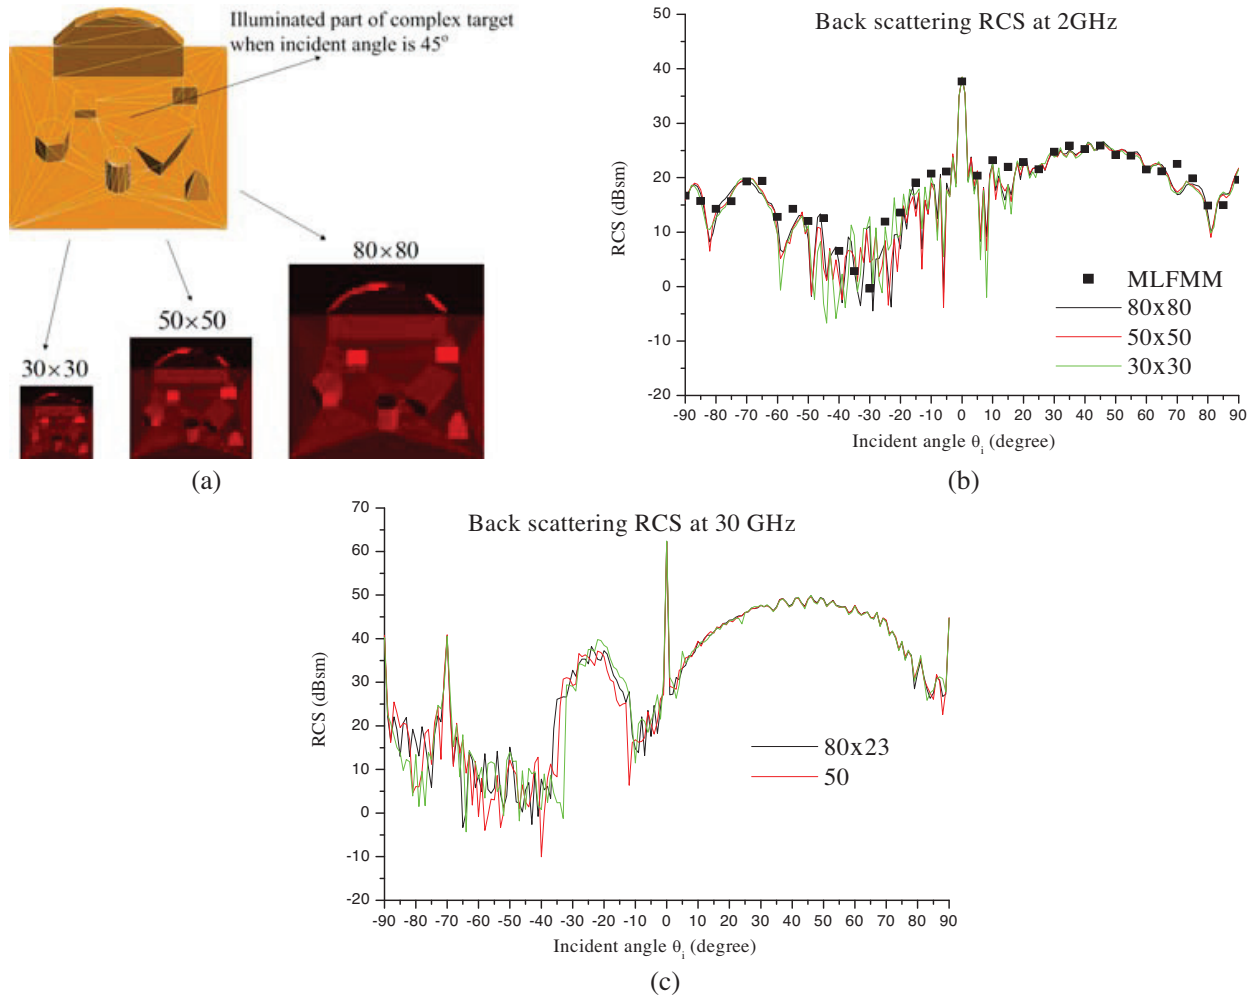 Illuminated part of complex target
when incident angle is 45°
80×80
50×50
30×30
(a)
Back scattering RCS at 2GHz
50
40
30
20
10
0
-10
-20
RCS (dBsm)
MLFMM
80x80
50x50
30x30
-90 -80 -70 -60 -50 -40 -30 -20 -10 0 10 20 30 40 50 60 70 80 90
Incident angle θi (degree)
(b)
Back scattering RCS at 30 GHz
70
60
50
40
30
20
10
0
-10
-20
RCS (dBsm)
80x23
50
-90 -80 -70 -60 -50 -40 -30 -20 -10 0 10 20 30 40 50 60 70 80 90
Incident angle θi (degree)
(c)